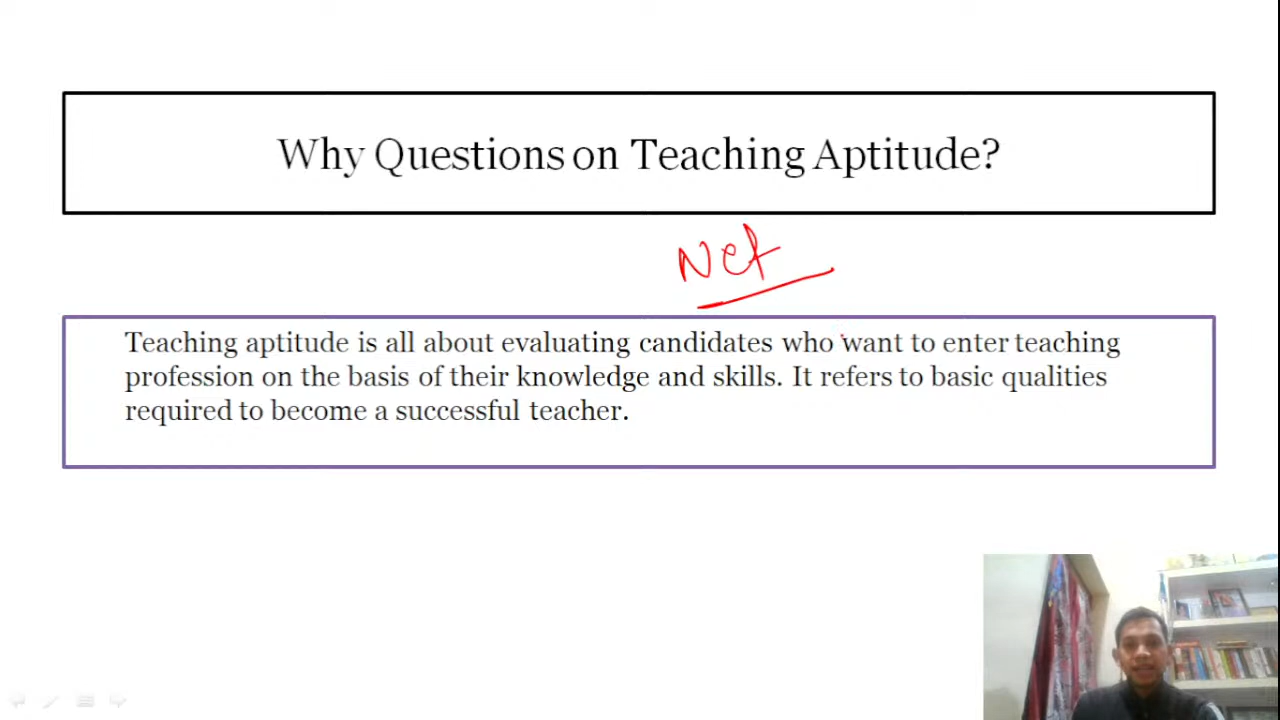 Why Questions on Teaching Aptitude?
Net
Teaching aptitude is all about evaluating candidates who want to enter teaching
profession on the basis of their knowledge and skills. It refers to basic qualities
required to become a successful teacher.